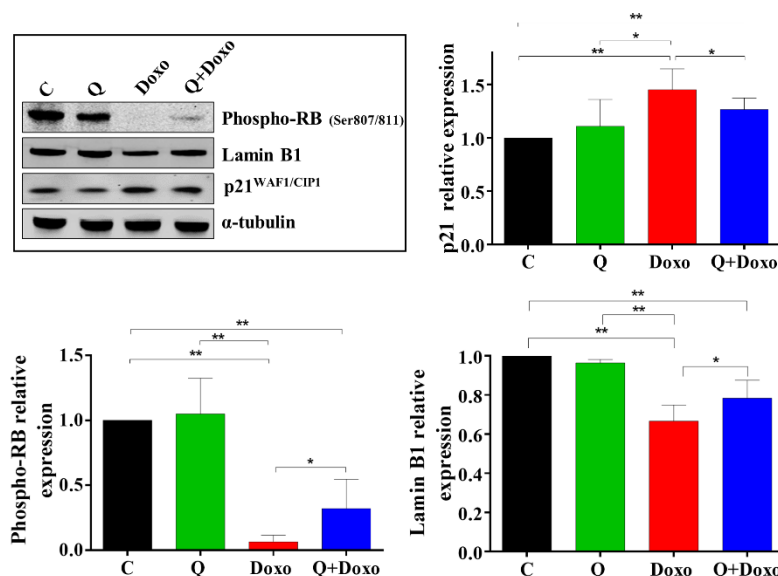 C Q Doxo Q+Doxo
Phospho-RB (Ser807/811)
Lamin B1
p21WAF1/CIP1
α-tubulin
p21 relative expression
**
*
** *
1.5
1.0
0.5
0.0
C Q Doxo Q+Doxo
Phospho-RB relative
expression
**
**
**
*
1.5
1.0
0.5
0.0
C Q Doxo Q+Doxo
Lamin B1 relative
expression
**
**
**
*
1.0
0.8
0.6
0.4
0.2
0.0
C Q Doxo Q+Doxo